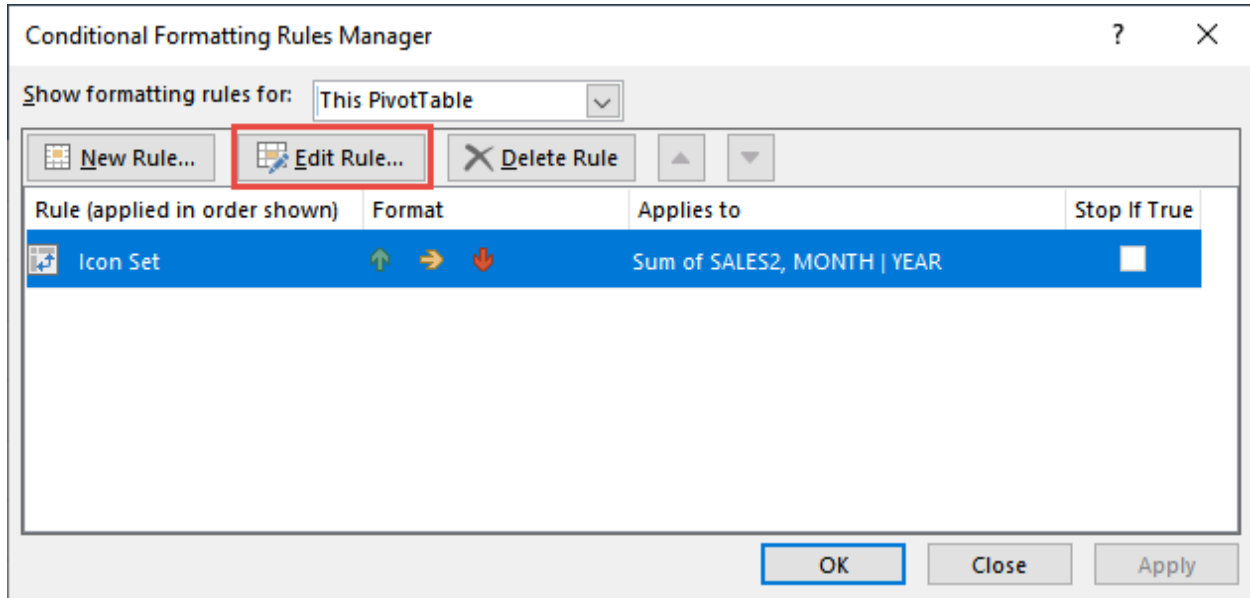 Conditional Formatting Rules Manager ?
Show formatting rules for: This PivotTable
New Rule... Edit Rule... Delete Rule
Rule (applied in order shown) Format Applies to Stop If True
Icon Set Sum of SALES2, MONTH | YEAR
OK Close Apply